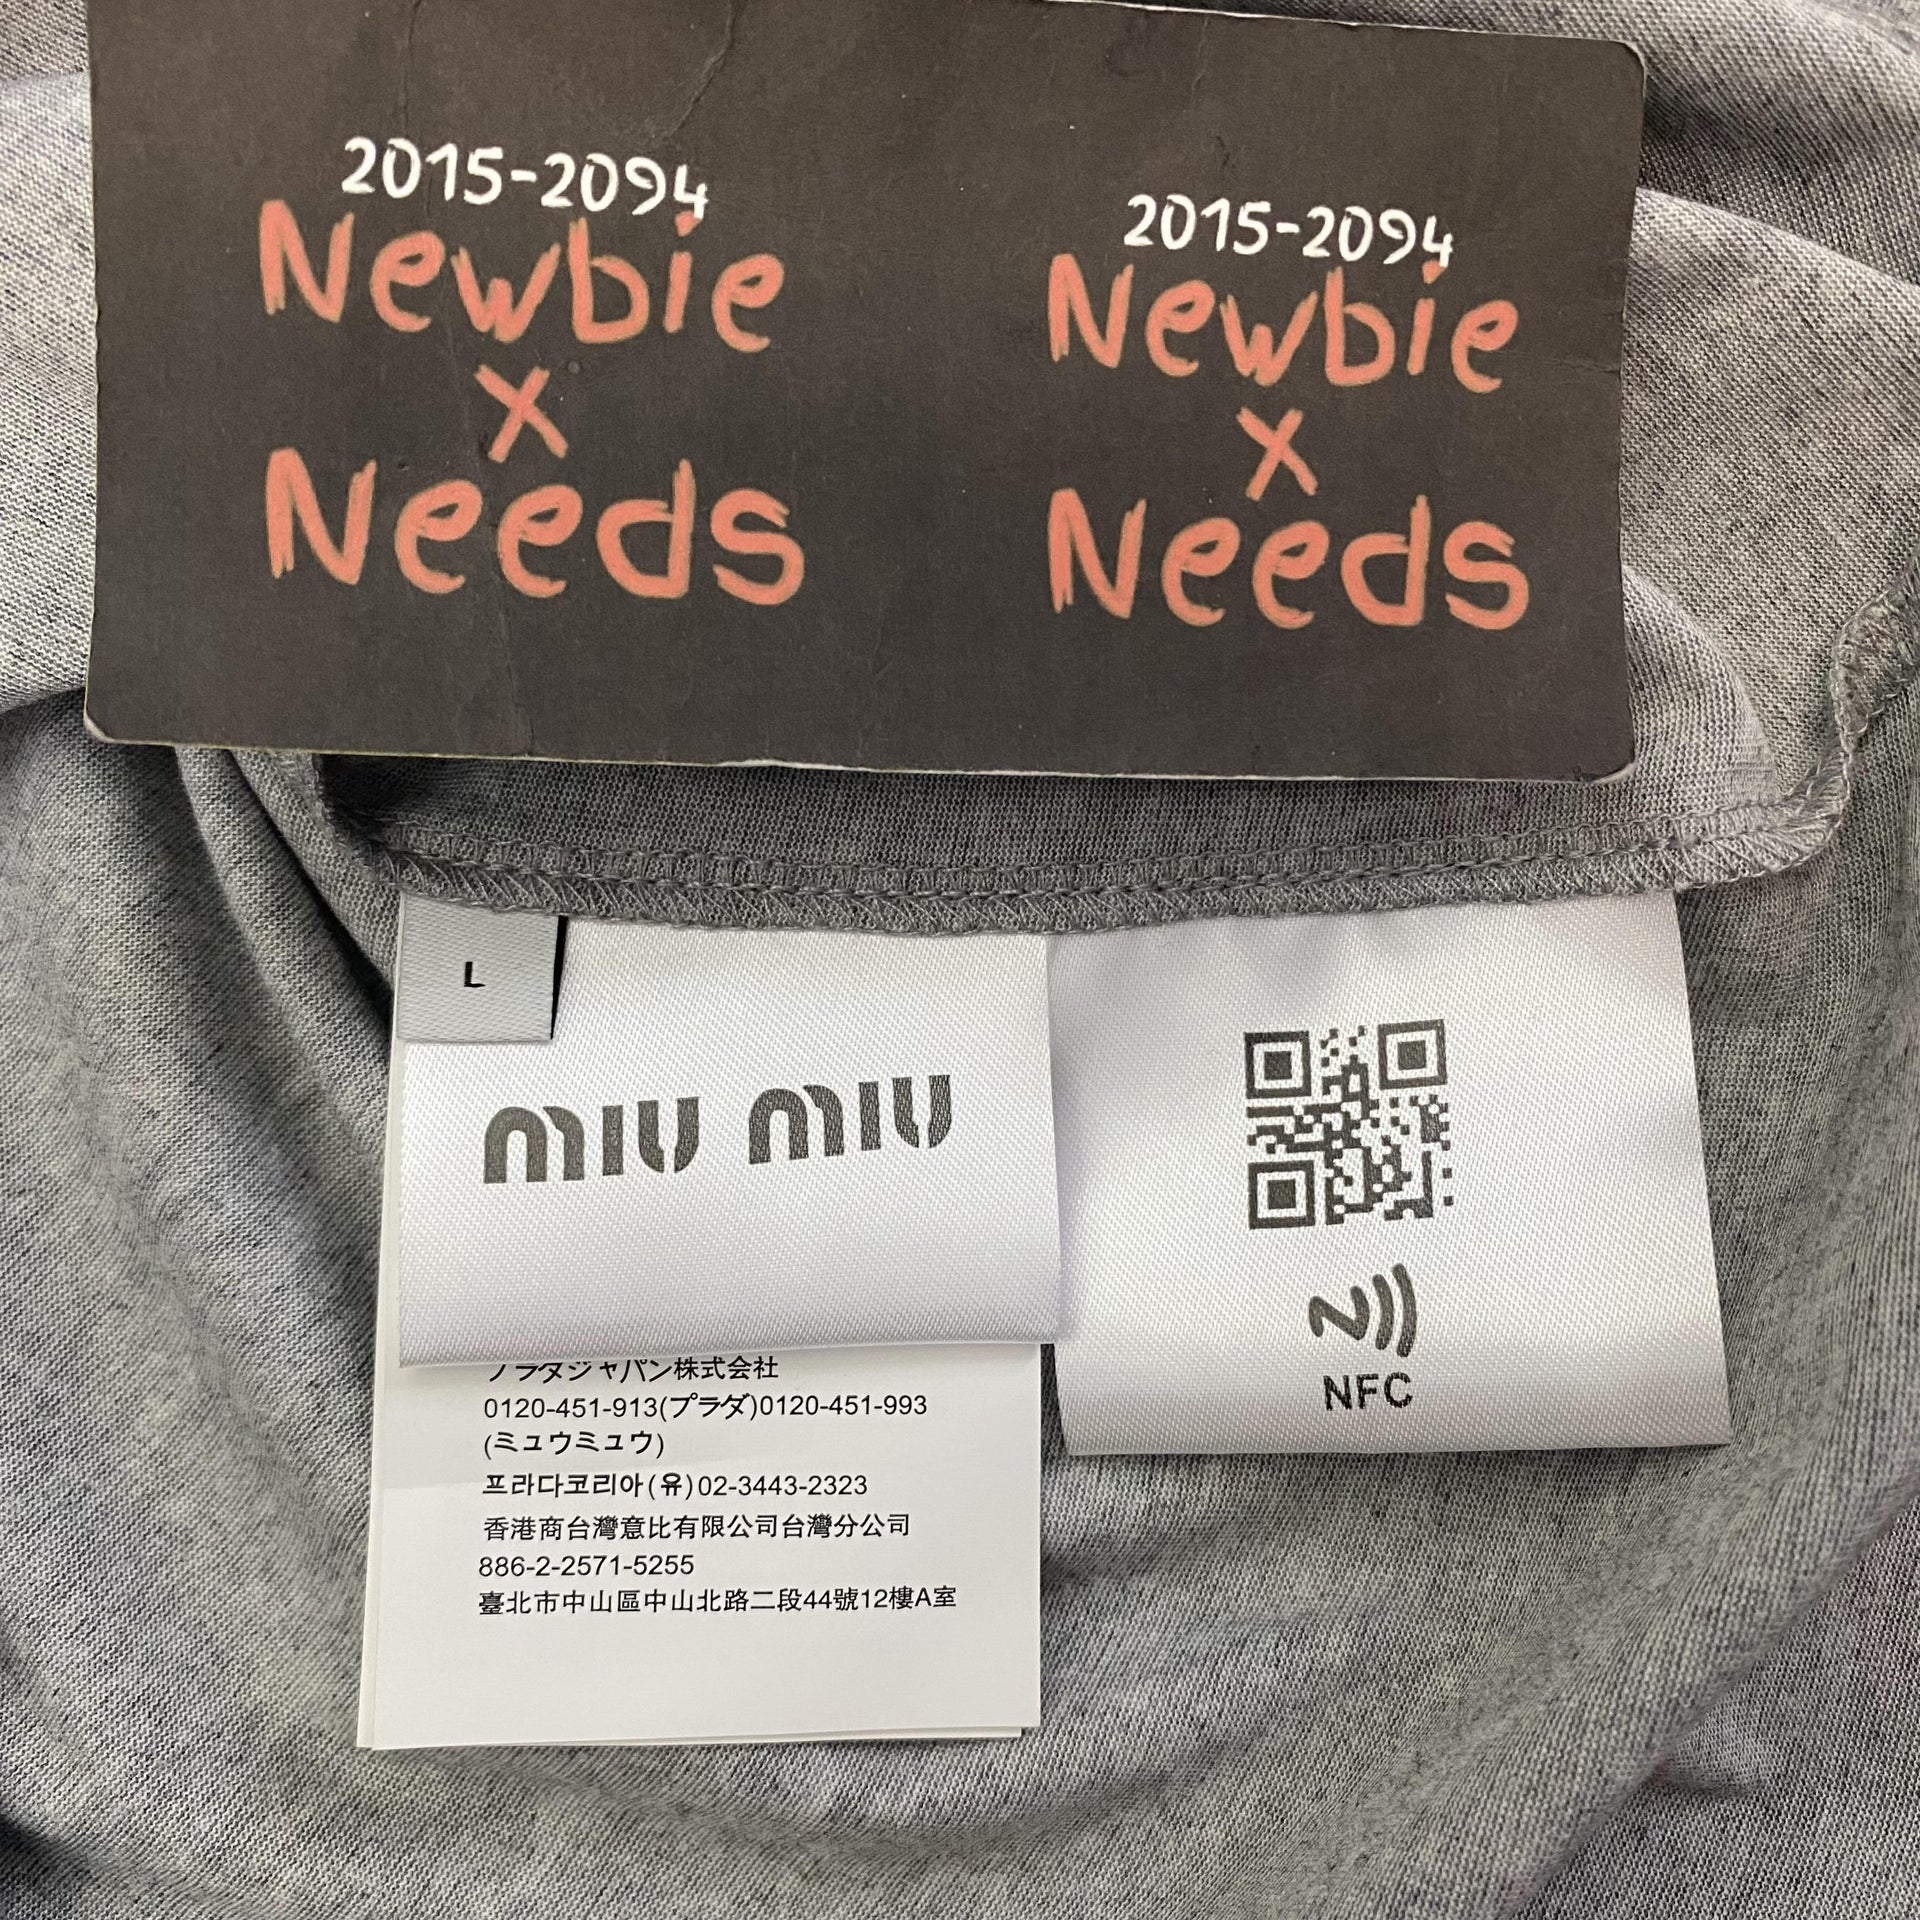 2015-2094
Newbie
x
Needs
2015-2094
Newbie
x
Needs
L
miu miu
NFC
プラダジャパン株式会社
0120-451-913(プラダ)0120-451-993
(ミュウミュウ)
프라다코리아(유)02-3443-2323
香港商台灣意比有限公司台灣分公司
886-2-2571-5255
臺北市中山區中山北路二段44號12樓A室